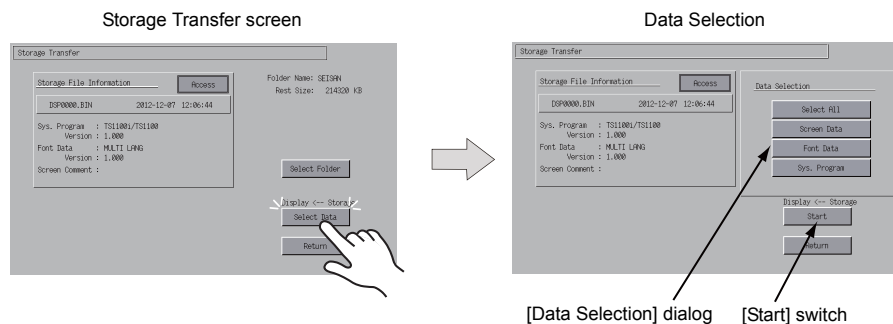 Storage Transfer screen
Storage Transfer
Storage File Information
Access
Folder Name: SEISAN
Rest Size: 214320 KB
DSP0000.BIN 2012-12-07 12:06:44
Sys. Program : TS1100i/TS1100
Version : 1.000
Font Data : MULTI LANG
Version : 1.000
Screen Comment :
Select Folder
Display <-- Storage
Select Data
Return
Data Selection
Storage Transfer
Storage File Information
Access
DSP0000.BIN 2012-12-07 12:06:44
Sys. Program : TS1100i/TS1100
Version : 1.000
Font Data : MULTI LANG
Version : 1.000
Screen Comment :
Data Selection
Select All
Screen Data
Font Data
Sys. Program
Display <-- Storage
Start
Return
[Data Selection] dialog
[Start] switch